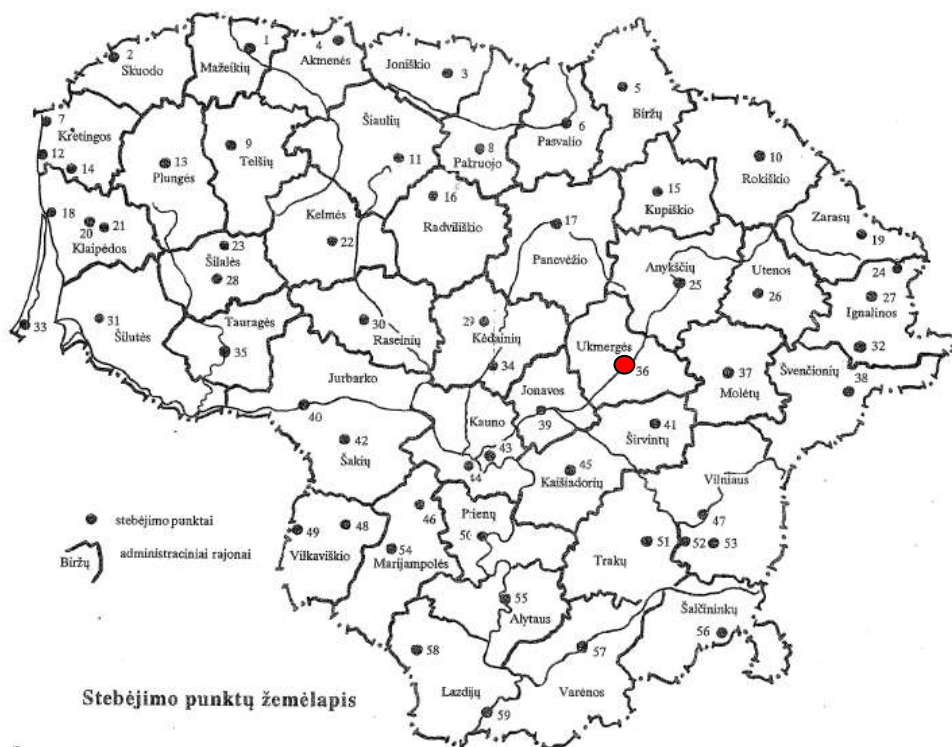 1
2
4
Akmenės
Skuodo
Mažeikių
Joniškio
3
5
Biržų
7
Kretingos
12
14
13
Plungės
9
Telšių
Šiaulių
11
8
Pakruojo
6
Pasvalio
10
Rokiškio
15
Kupiškio
16
Radviliškio
17
Panevėžio
Zarasų
19
18
20
21
Klaipėdos
Kelmės
22
23
Šilalės
28
Anykščių
25
Utenos
26
24
27
Ignalinos
33
31
Šilutės
Tauragės
35
30
Raseinių
29
Kėdainių
34
Ukmergės
36
37
Molėtų
32
Švenčionių
38
Jurbarko
40
Jonavos
39
Kauno
43
44
41
Širvintų
42
Šakių
45
Kaišiadorių
Vilniaus
47
49
48
Vilkaviškio
46
54
Marijampolės
Prienų
50
51
Trakų
52
53
stebėjimo punktai
Biržų
administraciniai rajonai
55
Alytaus
Šalčininkų
56
58
57
Lazdijų
59
Varėnos
Stebėjimo punktų žemėlapis